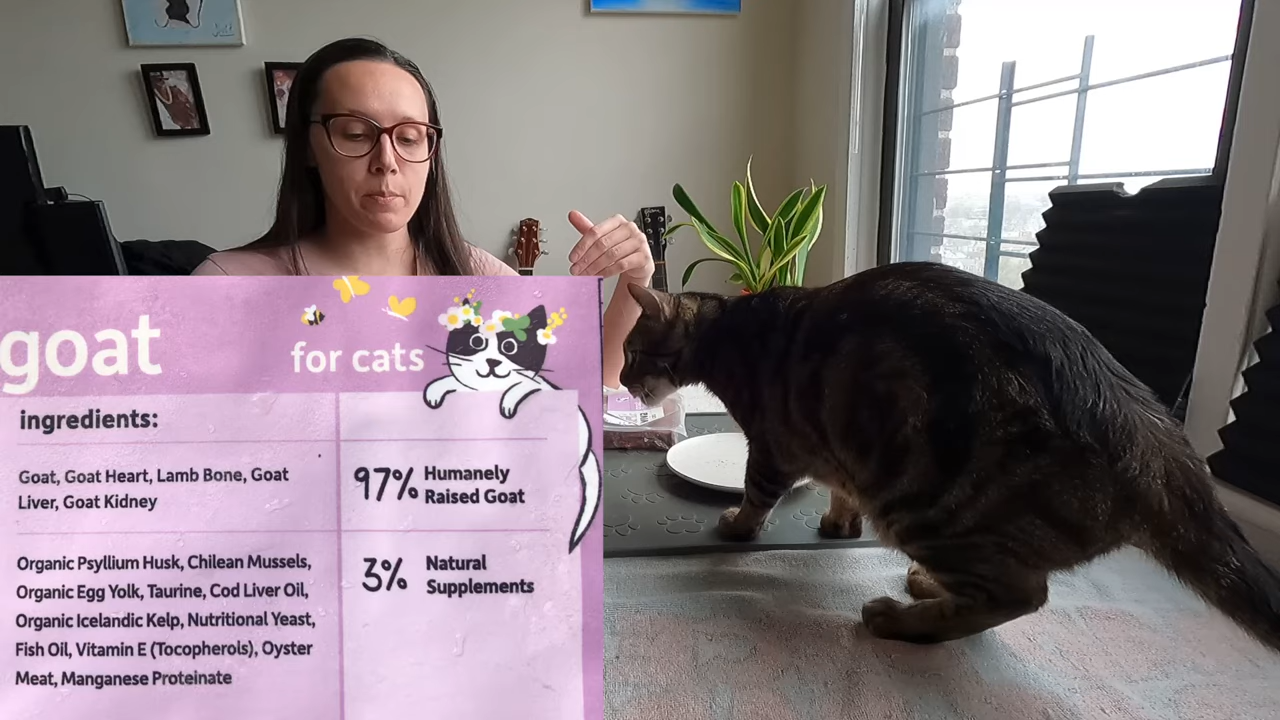 goat
for cats
ingredients:
Goat, Goat Heart, Lamb Bone, Goat
Liver, Goat Kidney
97% Humanely
Raised Goat
Organic Psyllium Husk, Chilean Mussels,
Organic Egg Yolk, Taurine, Cod Liver Oil,
Organic Icelandic Kelp, Nutritional Yeast,
Fish Oil, Vitamin E (Tocopherols), Oyster
Meat, Manganese Proteinate
3% Natural
Supplements